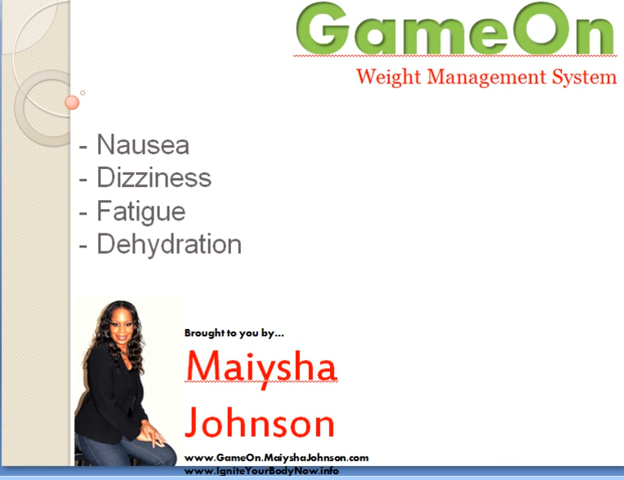 GameOn
Weight Management System
- Nausea
- Dizziness
- Fatigue
- Dehydration
Brought to you by...
Maiysha
Johnson
www.GameOn.MaiyshaJohnson.com
www.IgniteYourBodyNow.info